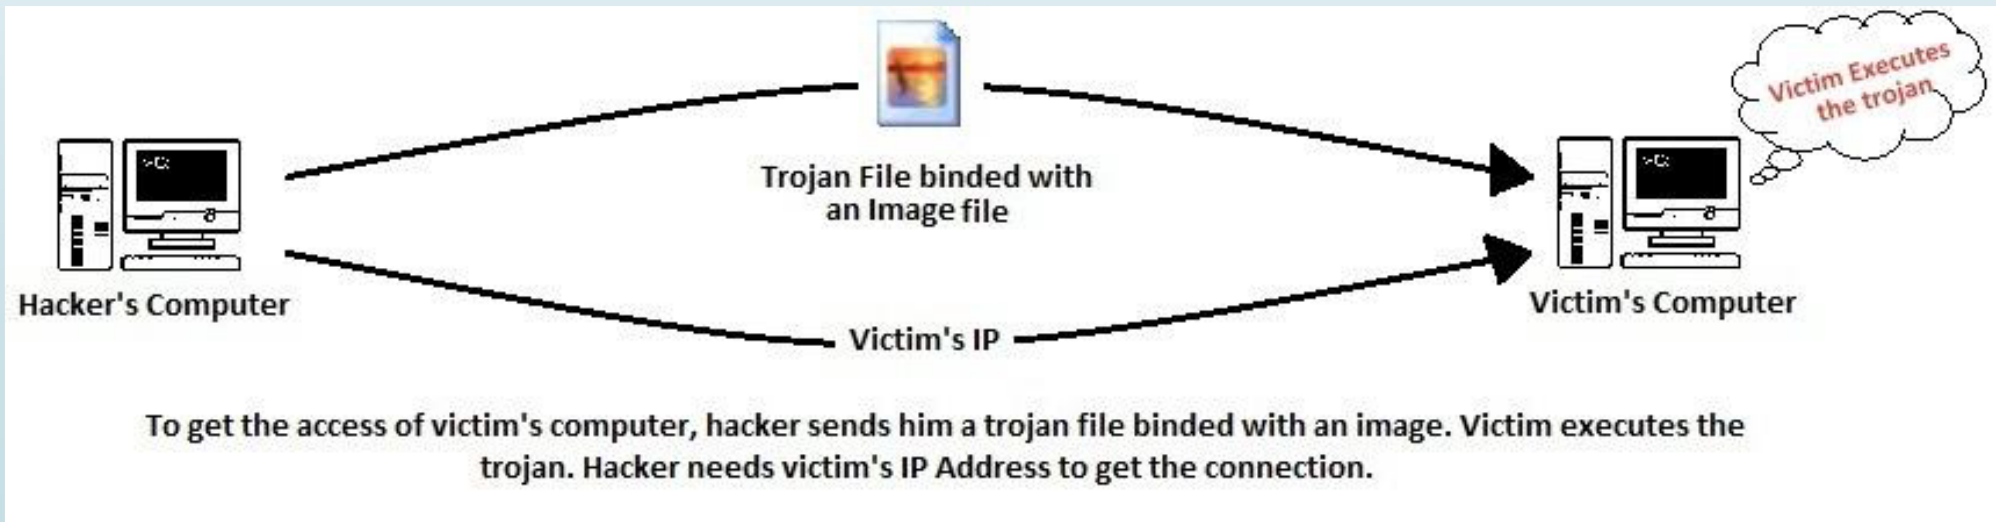 Victim Executes
the trojan
Trojan File binded with
an Image file
Hacker's Computer
Victim's Computer
Victim's IP
To get the access of victim's computer, hacker sends him a trojan file binded with an image. Victim executes the
trojan. Hacker needs victim's IP Address to get the connection.